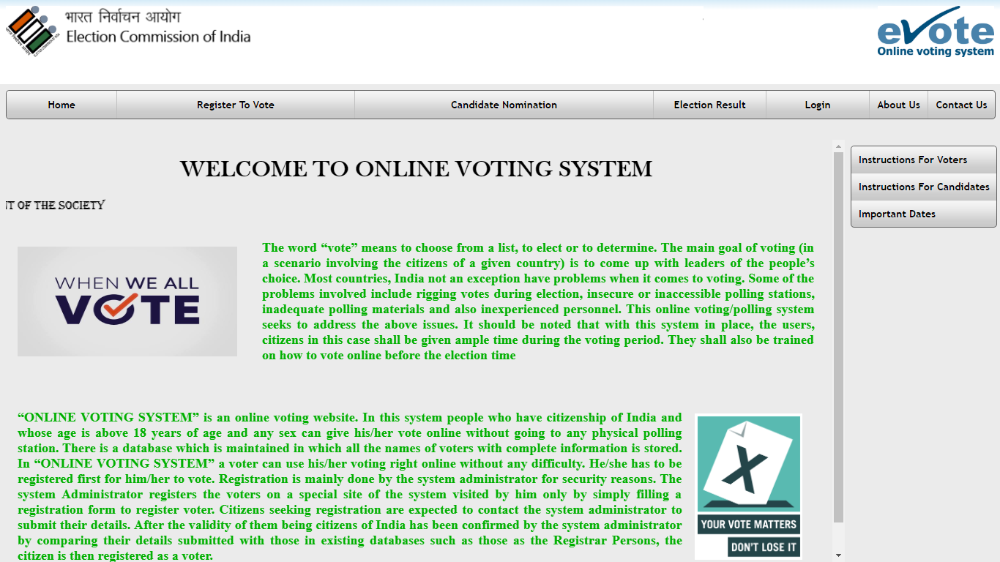 भारत निर्वाचन आयोग
Election Commission of India
eVote
Online voting system
Home Register To Vote Candidate Nomination Election Result Login About Us Contact Us
WELCOME TO ONLINE VOTING SYSTEM
Instructions For Voters
Instructions For Candidates
Important Dates
OF THE SOCIETY
WHEN WE ALL
VOTE
The word “vote” means to choose from a list, to elect or to determine. The main goal of voting (in
a scenario involving the citizens of a given country) is to come up with leaders of the people’s
choice. Most countries, India not an exception have problems when it comes to voting. Some of the
problems involved include rigging votes during election, insecure or inaccessible polling stations,
inadequate polling materials and also inexperienced personnel. This online voting/polling system
seeks to address the above issues. It should be noted that with this system in place, the users,
citizens in this case shall be given ample time during the voting period. They shall also be trained
on how to vote online before the election time
“ONLINE VOTING SYSTEM” is an online voting website. In this system people who have citizenship of India and
whose age is above 18 years of age and any sex can give his/her vote online without going to any physical polling
station. There is a database which is maintained in which all the names of voters with complete information is stored.
In “ONLINE VOTING SYSTEM” a voter can use his/her voting right online without any difficulty. He/she has to be
registered first for him/her to vote. Registration is mainly done by the system administrator for security reasons. The
system Administrator registers the voters on a special site of the system visited by him only by simply filling a
registration form to register voter. Citizens seeking registration are expected to contact the system administrator to
submit their details. After the validity of them being citizens of India has been confirmed by the system administrator
by comparing their details submitted with those in existing databases such as those as the Registrar Persons, the
citizen is then registered as a voter.
X
YOUR VOTE MATTERS
DON'T LOSE IT